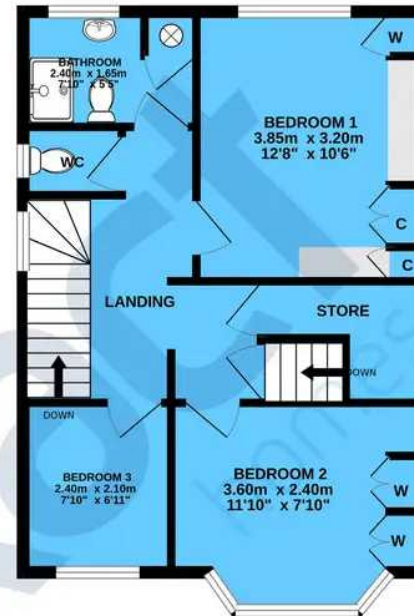 BATHROOM
2.40m x 1.65m
7'10" x 5'5"
W
BEDROOM 1
3.85m x 3.20m
12'8" x 10'6"
WC
C
C
LANDING
STORE
DOWN
DOWN
BEDROOM 3
2.40m x 2.10m
7'10" x 6'11"
BEDROOM 2
3.60m x 2.40m
11'10" x 7'10"
W
W
homes